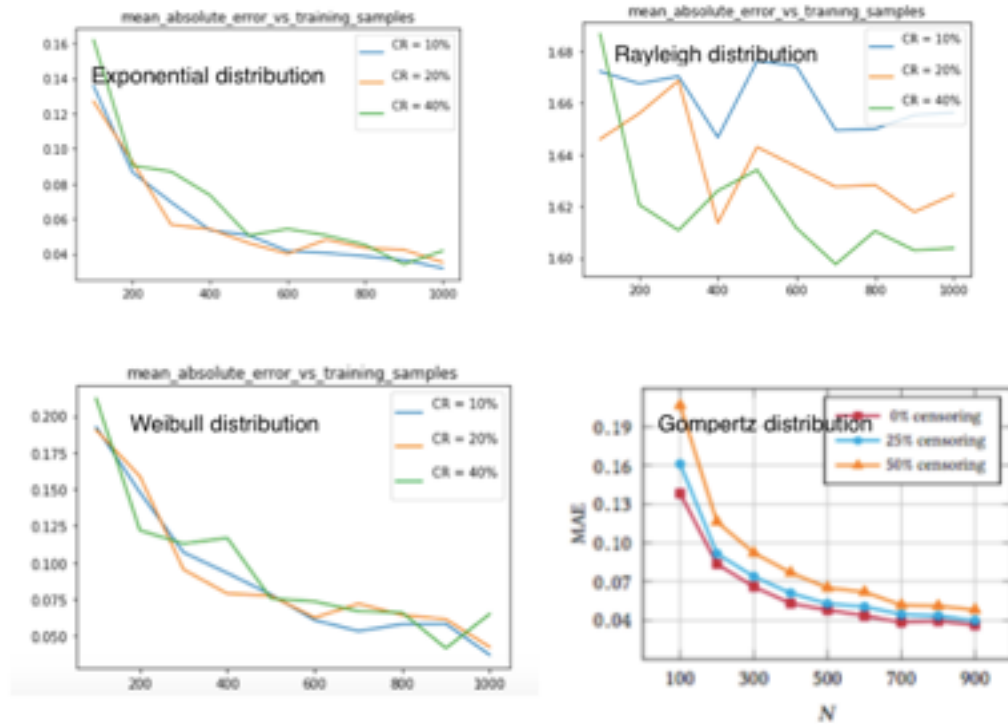 mean_absolute_error_vs_training_samples
0.16
0.14
0.12
0.10
0.08
0.06
0.04
Exponential distribution
CR = 10%
CR = 20%
CR = 40%
200 400 600 800 1000
mean_absolute_error_vs_training_samples
1.68
1.66
1.64
1.62
1.60
Rayleigh distribution
CR = 10%
CR = 20%
CR = 40%
200 400 600 800 1000
mean_absolute_error_vs_training_samples
0.200
0.175
0.150
0.125
0.100
0.075
0.050
Weibull distribution
CR = 10%
CR = 20%
CR = 40%
200 400 600 800 1000
MAE
0.19
0.16
0.13
0.10
0.07
0.04
Gompertz distribution
0% censoring
25% censoring
50% censoring
100 300 500 700 900
N